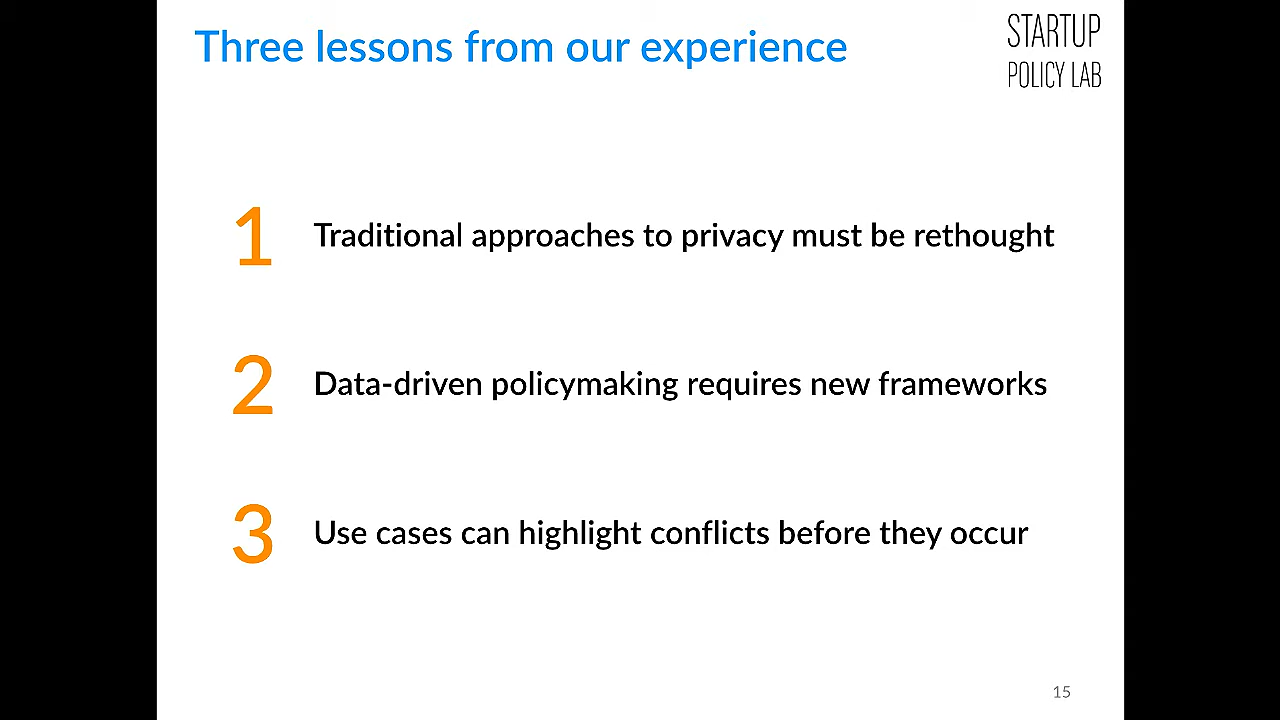 Three lessons from our experience
STARTUP
POLICY LAB
1 Traditional approaches to privacy must be rethought
2 Data-driven policymaking requires new frameworks
3 Use cases can highlight conflicts before they occur
15